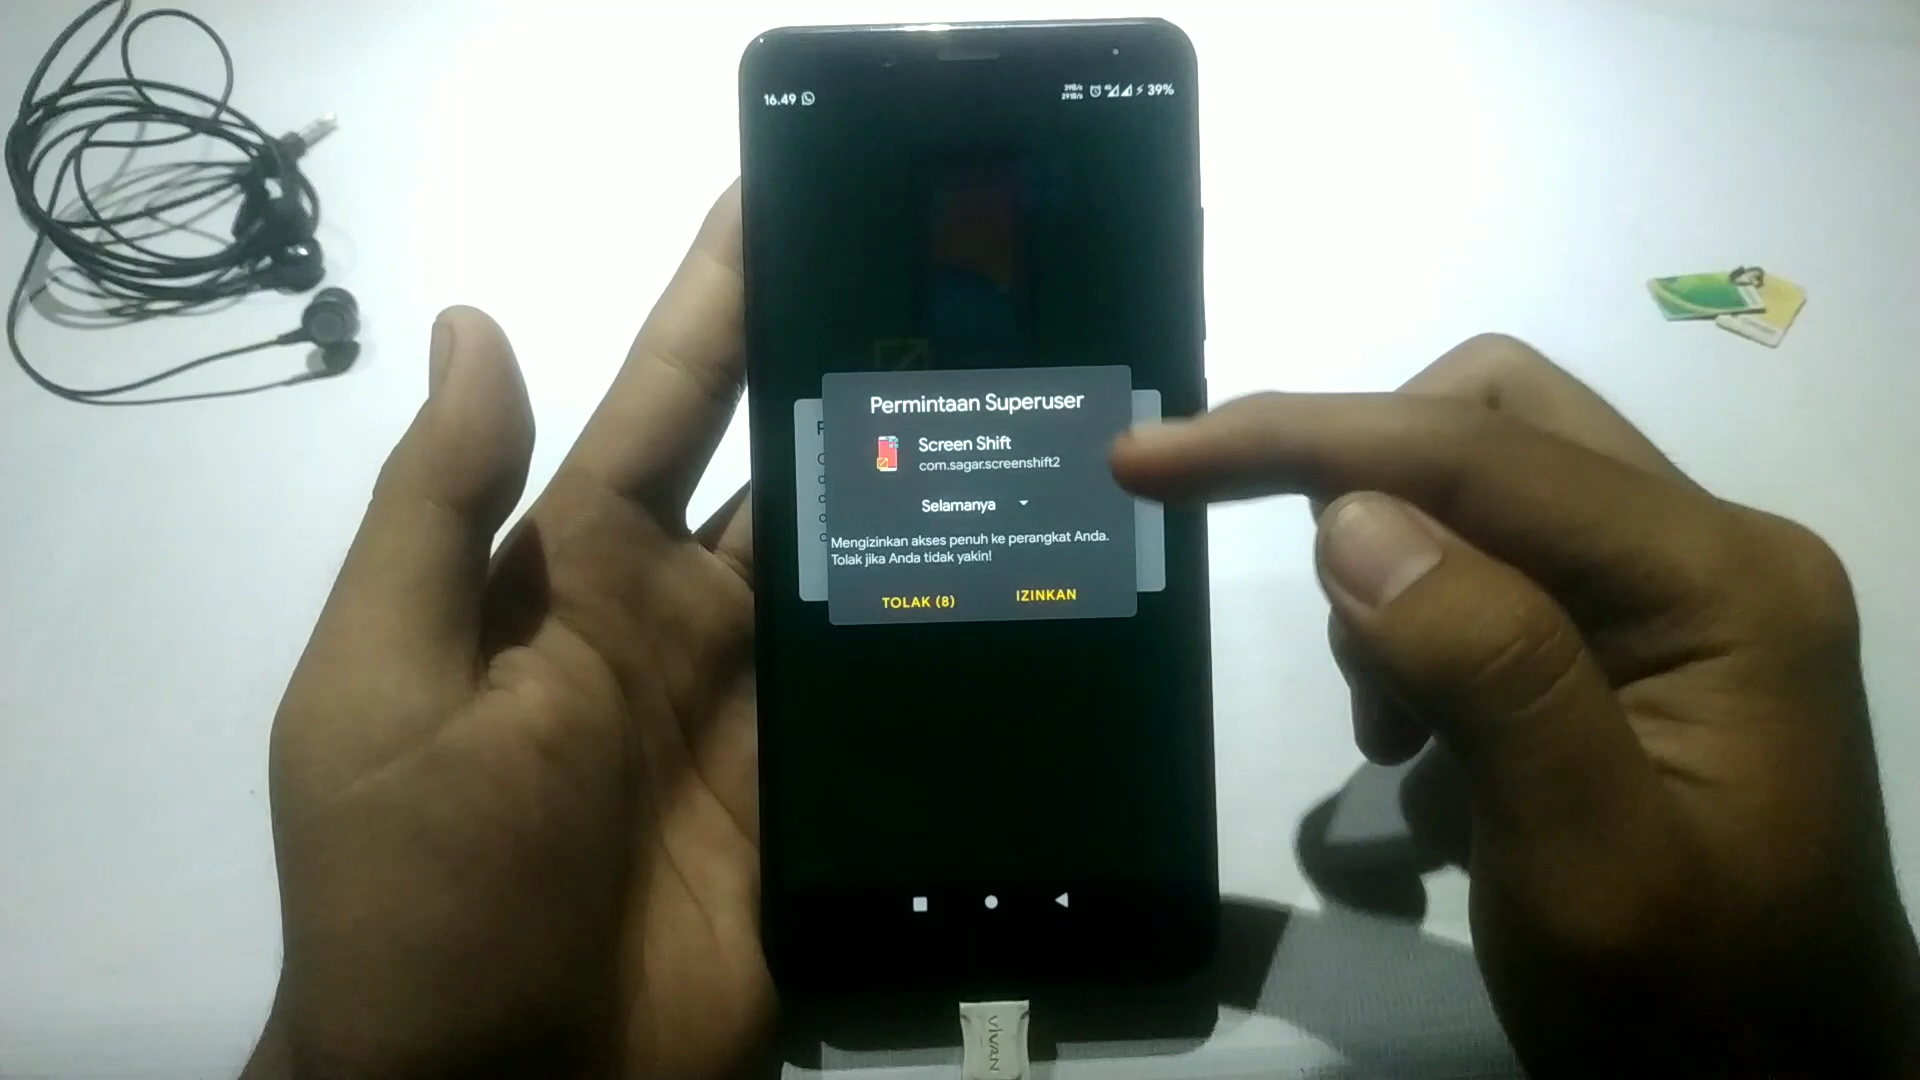 16.49
39%
Permintaan Superuser
Screen Shift
com.sagar.screenshift2
Selamanya
Mengizinkan akses penuh ke perangkat Anda.
Tolak jika Anda tidak yakin!
TOLAK (8)
IZINKAN
VIVAN